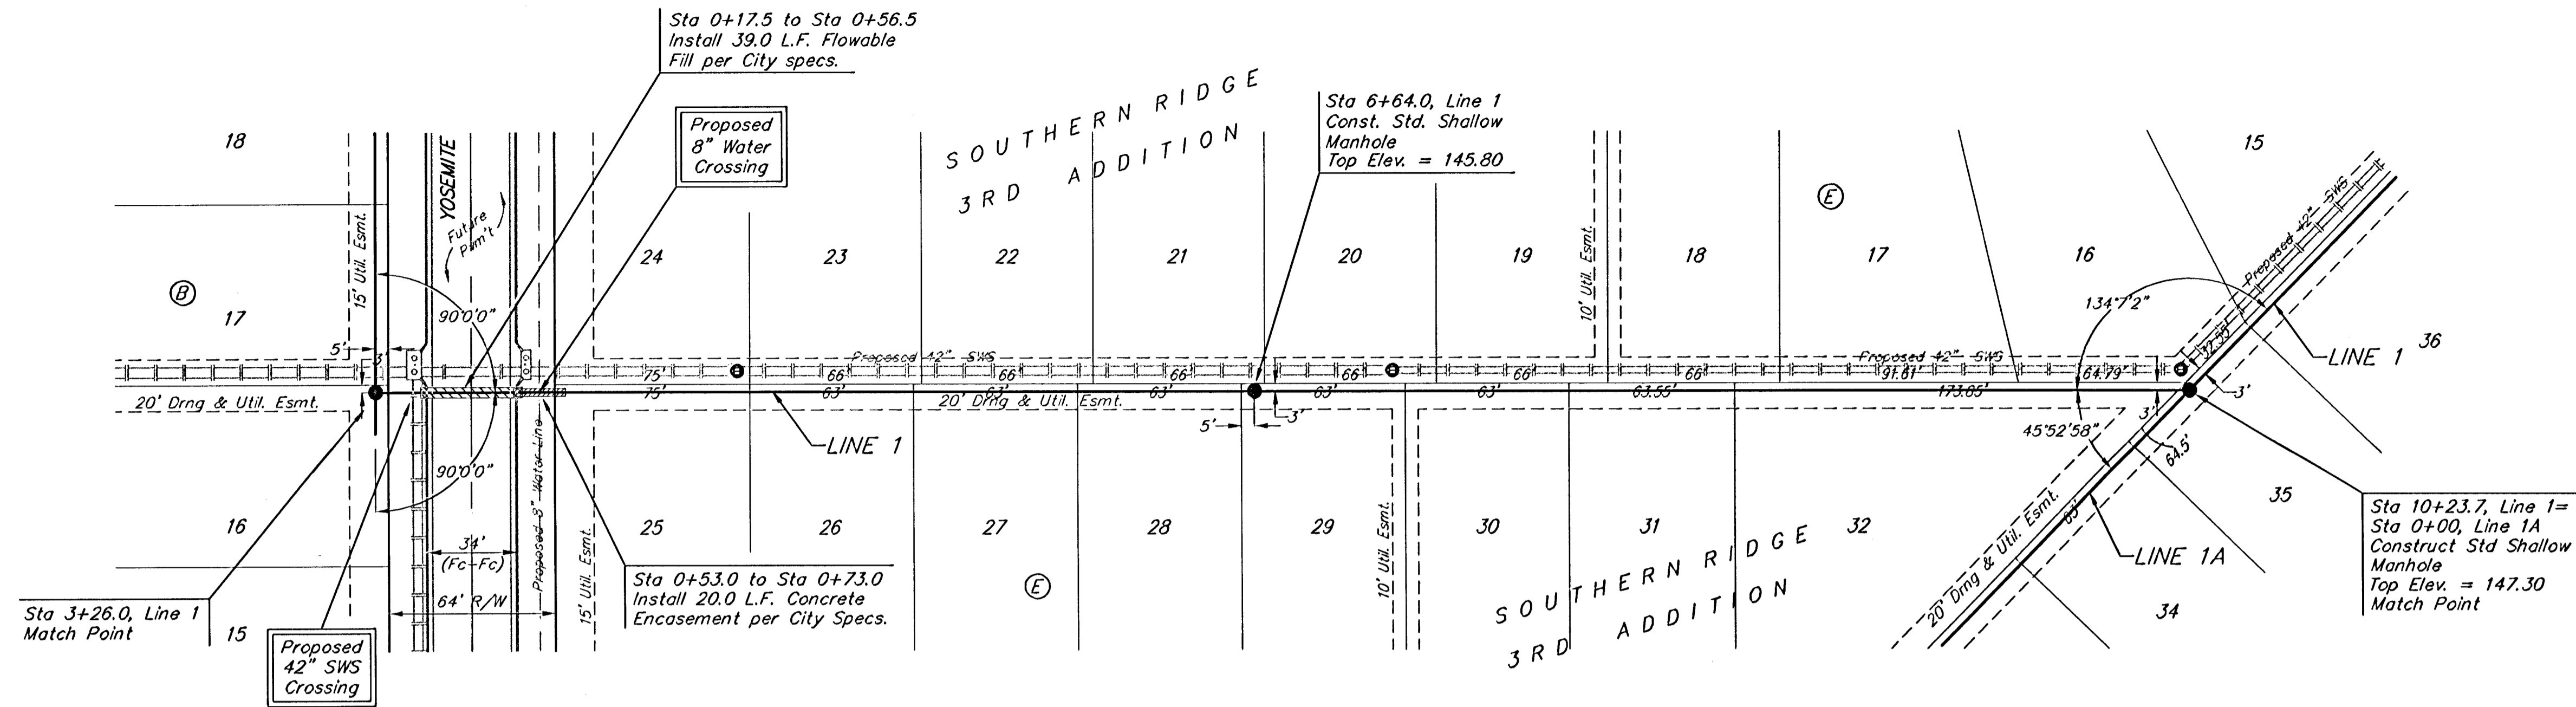 Sta 0+17.5 to Sta 0+56.5
Install 39.0 L.F. Flowable
Fill per City specs.
Proposed
8" Water
Crossing
SOUTHERN RIDGE
3RD ADDITION
Sta 6+64.0, Line 1
Const. Std. Shallow
Manhole
Top Elev. = 145.80
18
YOSEMITE
Future
Pvm't
15' Util. Esmt.
B
17
90°0'0"
24
23
22
21
20
19
10' Util. Esmt.
18
E
17
16
15
Proposed 42" SWS
134°7'2"
32.55'
LINE 1
36
5'
3'
Proposed 42" SWS
Proposed 42" SWS
75'
66'
66'
66'
66'
66'
66'
91.61'
64.79'
20' Drng & Util. Esmt.
75'
63'
63'
63'
63'
63'
63.55'
173.85'
20' Drng & Util. Esmt.
LINE 1
5'
3'
3'
3'
45°52'58"
64.5'
90°0'0"
16
34'
(Fc-Fc)
Proposed 8" Water Line
15' Util. Esmt.
25
26
27
28
29
10' Util. Esmt.
30
31
32
63'
35
LINE 1A
20' Drng & Util. Esmt.
34
E
SOUTHERN RIDGE
3RD ADDITION
64' R/W
Sta 0+53.0 to Sta 0+73.0
Install 20.0 L.F. Concrete
Encasement per City Specs.
Sta 3+26.0, Line 1
Match Point
15
Proposed
42" SWS
Crossing
Sta 10+23.7, Line 1=
Sta 0+00, Line 1A
Construct Std Shallow
Manhole
Top Elev. = 147.30
Match Point